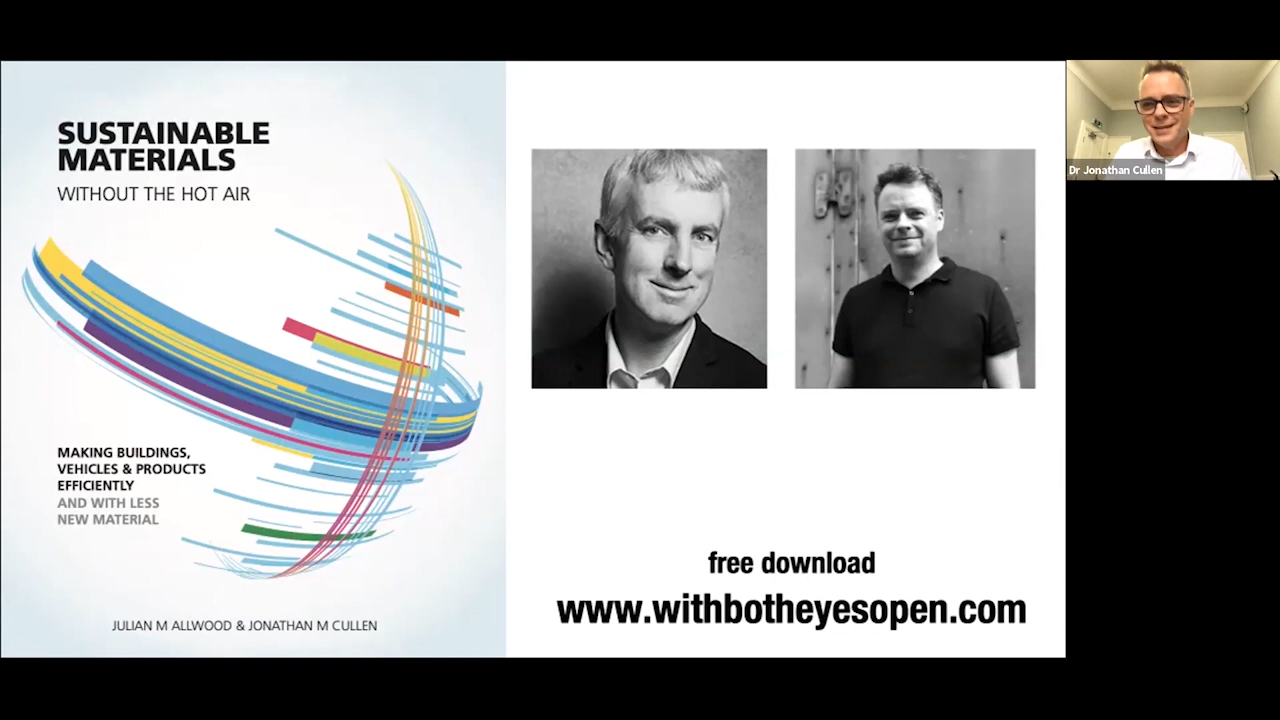 SUSTAINABLE
MATERIALS
WITHOUT THE HOT AIR
MAKING BUILDINGS,
VEHICLES & PRODUCTS
EFFICIENTLY
AND WITH LESS
NEW MATERIAL
JULIAN M ALLWOOD & JONATHAN M CULLEN
free download
www.withbotheyesopen.com
Dr Jonathan Cullen